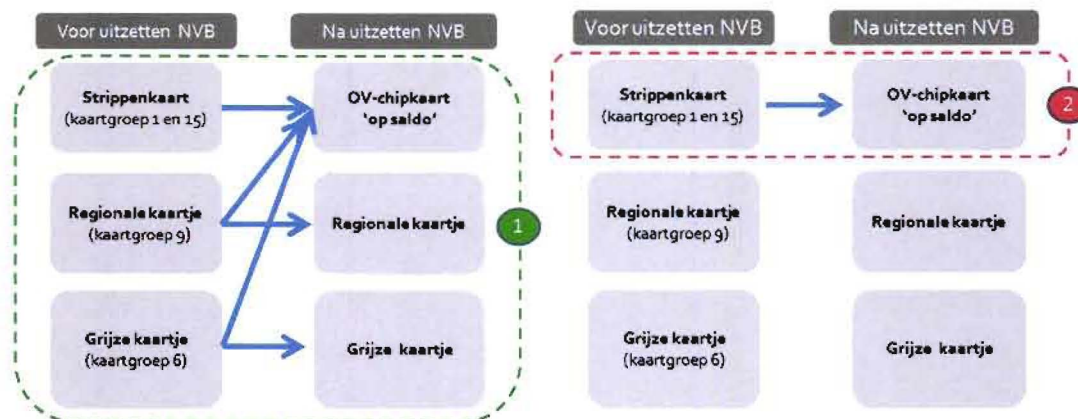 Voor uitzetten NVB
Na uitzetten NVB
Strippenkaart
(kaartgroep 1 en 15)
OV-chipkaart
'op saldo'
Regionale kaartje
(kaartgroep 9)
Regionale kaartje
1
Grijze kaartje
(kaartgroep 6)
Grijze kaartje
Voor uitzetten NVB
Na uitzetten NVB
Strippenkaart
(kaartgroep 1 en 15)
OV-chipkaart
'op saldo'
2
Regionale kaartje
(kaartgroep 9)
Regionale kaartje
Grijze kaartje
(kaartgroep 6)
Grijze kaartje